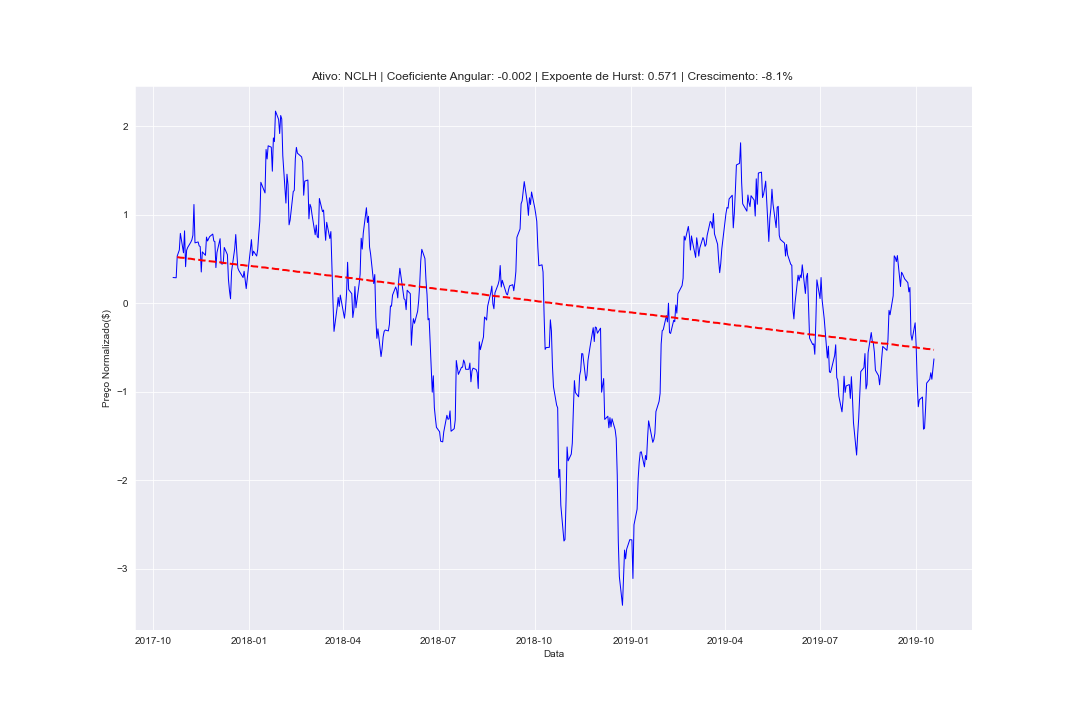 Ativo: NCLH | Coeficiente Angular: -0.002 | Expoente de Hurst: 0.571 | Crescimento: -8.1%
Preço Normalizado($)
2
1
0
−1
−2
−3
2017-10 2018-01 2018-04 2018-07 2018-10 2019-01 2019-04 2019-07 2019-10
Data